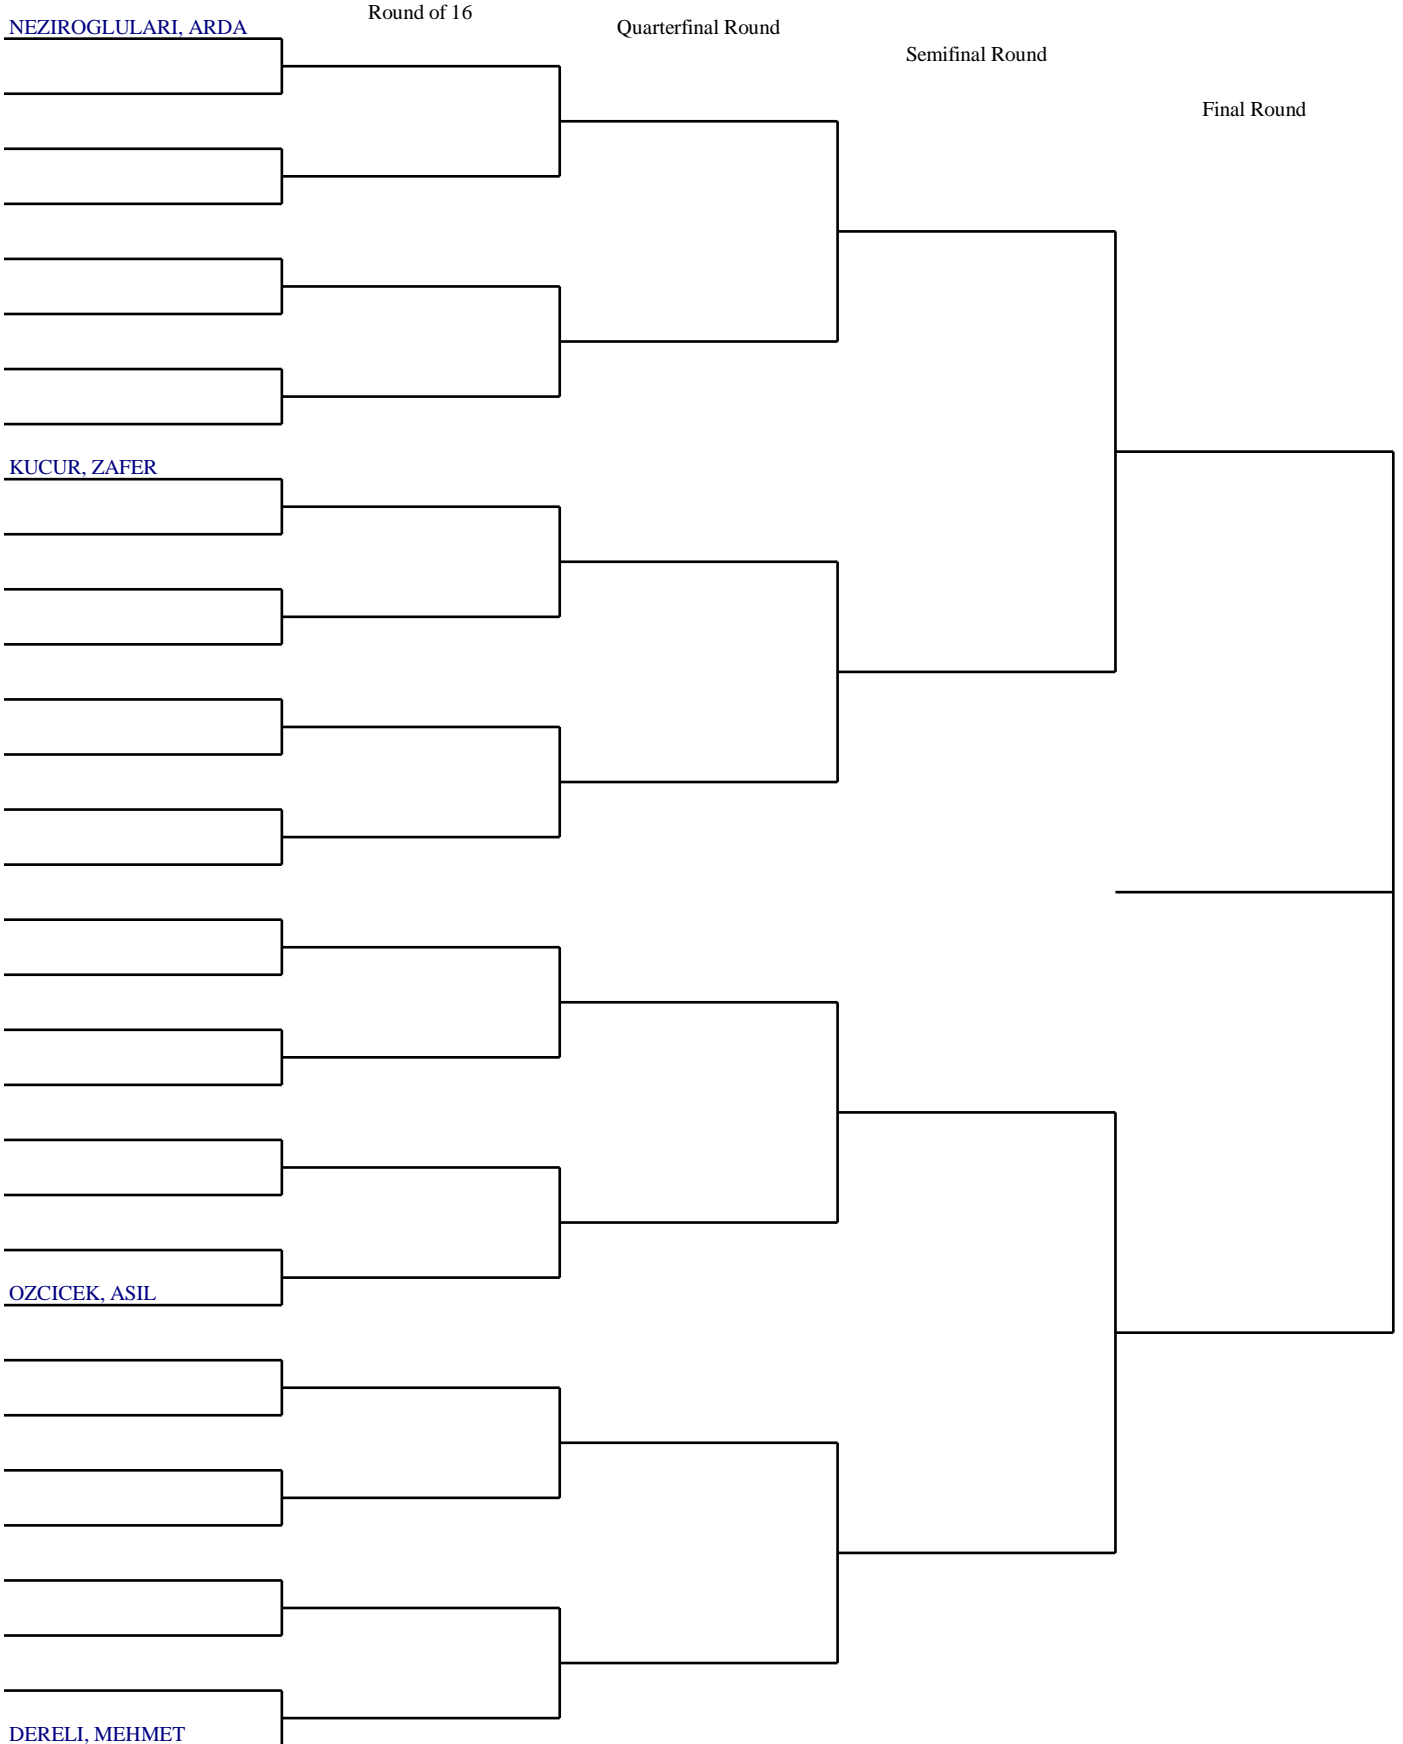 Round of 16
NEZIROGLULARI, ARDA
Quarterfinal Round
Semifinal Round
Final Round
KUCUR, ZAFER
OZCICEK, ASIL
DERELI, MEHMET